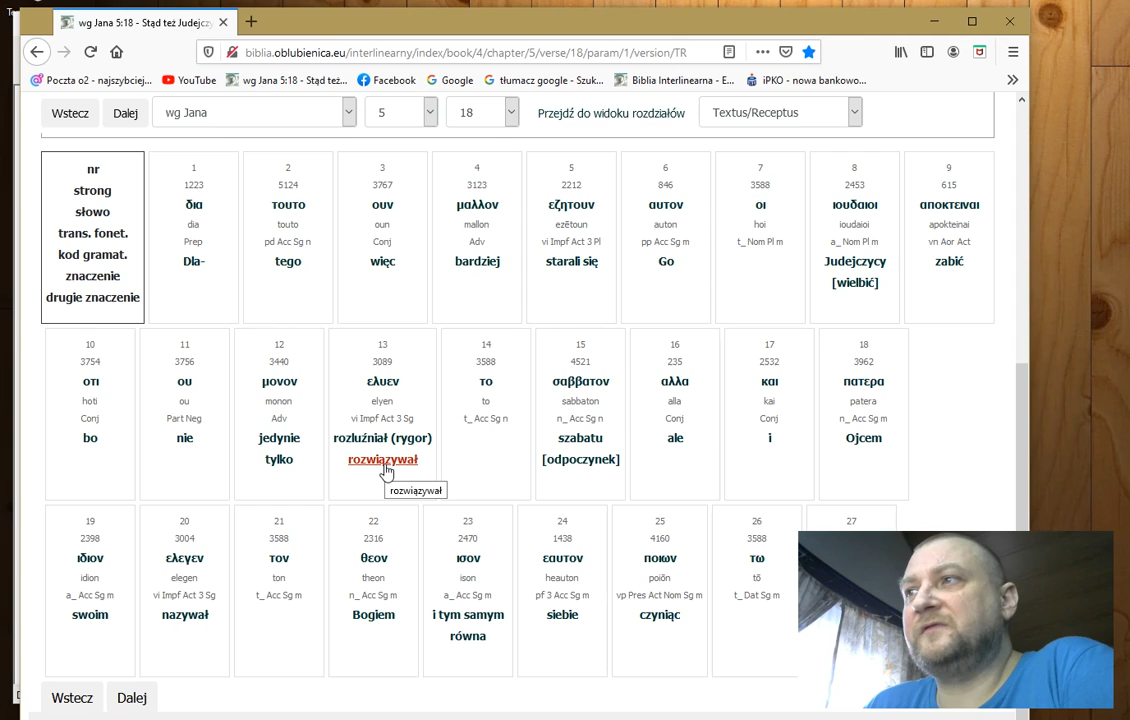 wg Jana 5:18 - Stąd też Judejczy
biblia.oblubienica.eu/interlinearny/index/book/4/chapter/5/verse/18/param/1/version/TR
Poczta o2 - najszybciej... YouTube wg Jana 5:18 - Stąd też... Facebook Google tłumacz google - Szuk... Biblia Interlinearna - E... iPKO - nowa bankowo...
Wstecz Dalej wg Jana 5 18 Przejdź do widoku rozdziałów Textus/Receptus
nr 1 2 3 4 5 6 7 8 9
strong 1223 5124 3767 3123 2212 846 3588 2453 615
słowo δια τουτο ουν μαλλον εζητουν αυτον οι ιουδαιοι αποκτειναι
trans. fonet. dia touto oun mallon ezētoun auton hoi ioudaioi apokteinai
kod gramat. Prep pd Acc Sg n Conj Adv vi Impf Act 3 Pl pp Acc Sg m t_ Nom Pl m a_ Nom Pl m vn Aor Act
znaczenie Dla- tego więc bardziej starali się Go Judejczycy zabić
drugie znaczenie [wielbić]
10 11 12 13 14 15 16 17 18
3754 3756 3440 3089 3588 4521 235 2532 3962
οτι ου μονον ελυεν το σαββατον αλλα και πατερα
hoti ou monon elyen to sabbaton alla kai patera
Conj Part Neg Adv vi Impf Act 3 Sg t_ Acc Sg n n_ Acc Sg n Conj Conj n_ Acc Sg m
bo nie jedynie rozluźniał (rygor) szabatu ale i Ojcem
tylko rozwiązywał [odpoczynek]
rozwiązywał
19 20 21 22 23 24 25 26 27
2398 3004 3588 2316 2470 1438 4160 3588
ιδιον ελεγεν τον θεον ισον εαυτον ποιων τω
idion elegen ton theon ison heauton poiōn tō
a_ Acc Sg m vi Impf Act 3 Sg t_ Acc Sg m n_ Acc Sg m a_ Acc Sg m pf 3 Acc Sg m vp Pres Act Nom Sg m t_ Dat Sg m
swoim nazywał Bogiem i tym samym siebie czyniąc
równa
Wstecz Dalej